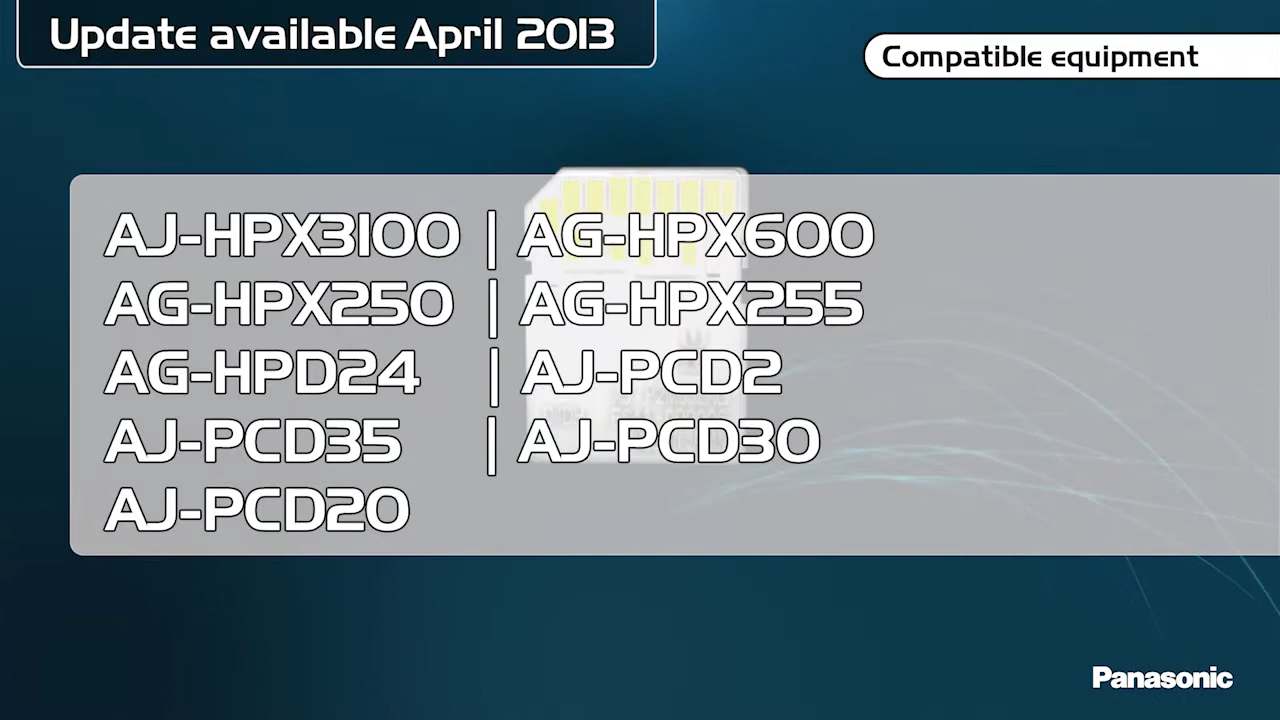 Update available April 2013
Compatible equipment
AJ-HPX3100 | AG-HPX600
AG-HPX250 | AG-HPX255
AG-HPD24 | AJ-PCD2
AJ-PCD35 | AJ-PCD30
AJ-PCD20
Panasonic